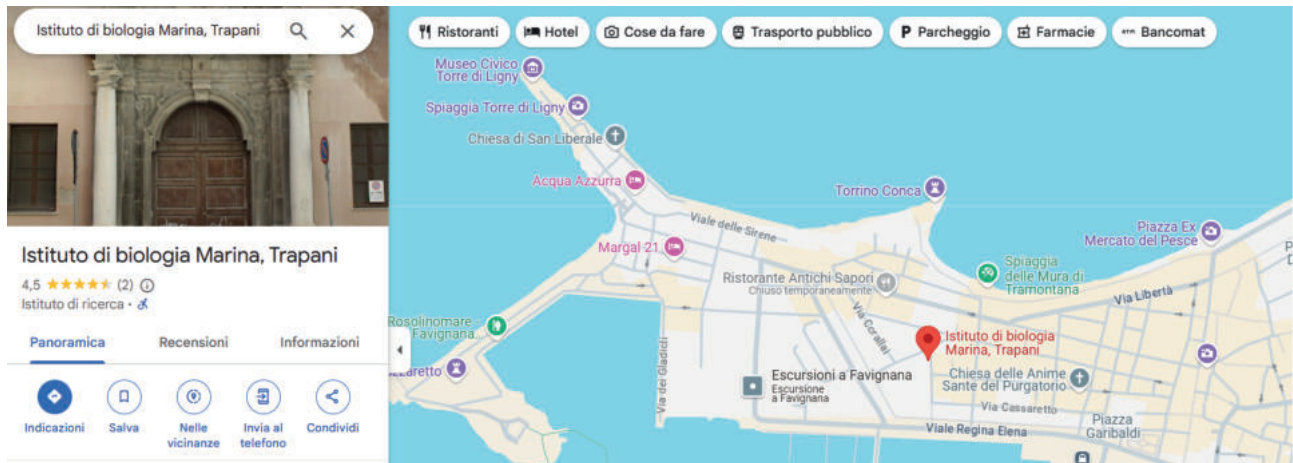 Istituto di biologia Marina, Trapani
Istituto di biologia Marina, Trapani
4,5
(2)
Istituto di ricerca
Panoramica
Recensioni
Informazioni
Indicazioni
Salva
Nelle
vicinanze
Invia al
telefono
Condividi
Ristoranti
Hotel
Cose da fare
Trasporto pubblico
P Parcheggio
Farmacie
ATM Bancomat
Museo Civico
Torre di Ligny
Spiaggia Torre di Ligny
Chiesa di San Liberale
Acqua Azzurra
Torrino Conca
Viale delle Sirene
Piazza Ex
Mercato del Pesce
Margal 21
Ristorante Antichi Sapori
Chiuso temporaneamente
Spiaggia
delle Mura di
Tramontana
Via Libertà
Rosolinomare -
Favignana...
Via Corallai
Istituto di biologia
Marina, Trapani
Escursioni a Favignana
Escursione
a Favignana
Chiesa delle Anime
Sante del Purgatorio
Via dei Gladioli
Via Cassaretto
Viale Regina Elena
Piazza
Garibaldi